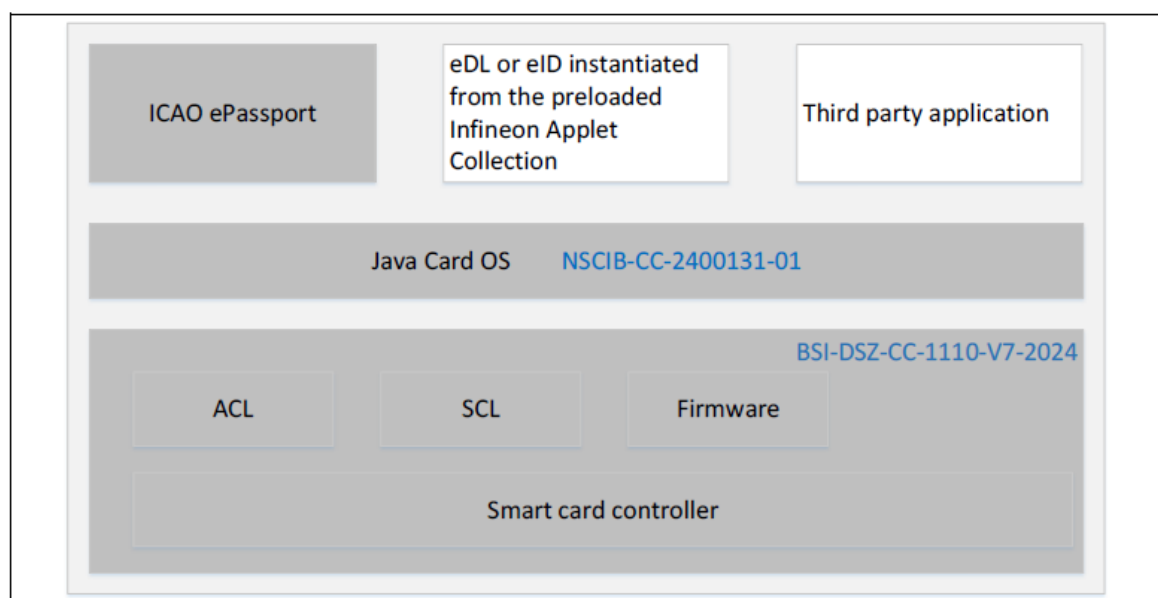 ICAO ePassport
eDL or eID instantiated
from the preloaded
Infineon Applet
Collection
Third party application
Java Card OS NSCIB-CC-2400131-01
BSI-DSZ-CC-1110-V7-2024
ACL
SCL
Firmware
Smart card controller